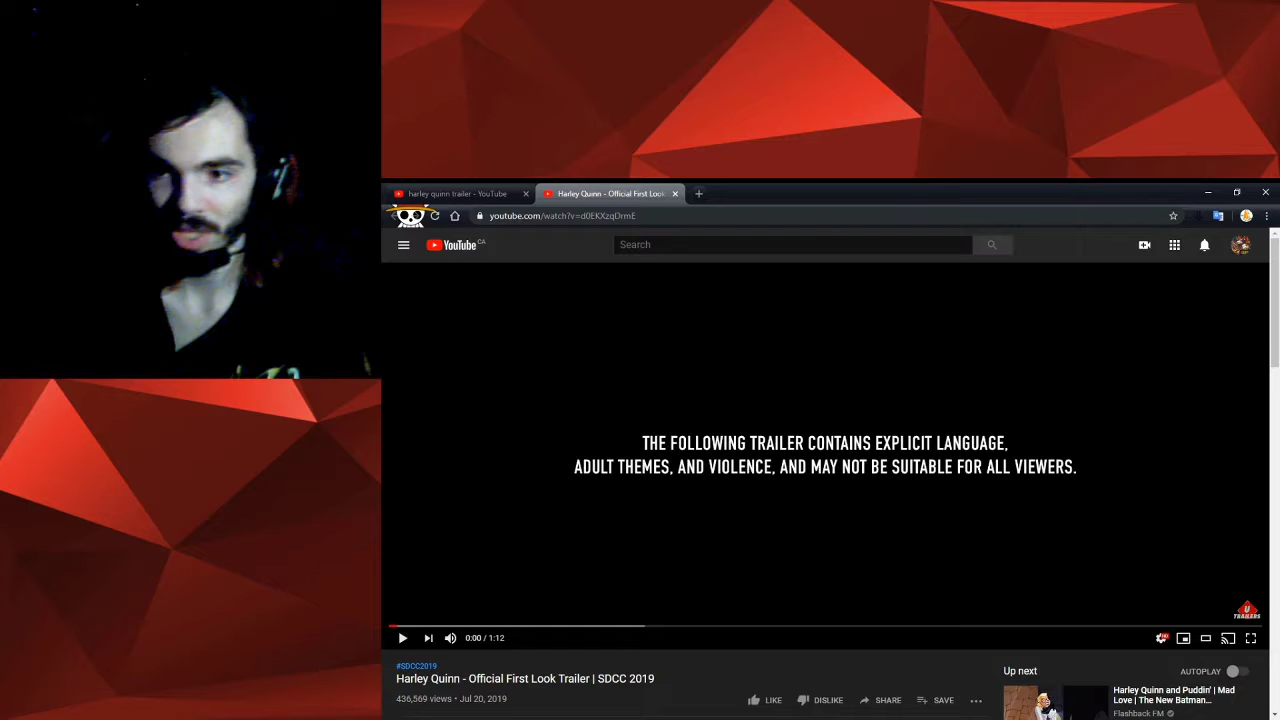 harley quinn trailer - YouTube
Harley Quinn - Official First Look
youtube.com/watch?v=d0EKXzqDrmE
YouTube CA
Search
THE FOLLOWING TRAILER CONTAINS EXPLICIT LANGUAGE,
ADULT THEMES, AND VIOLENCE, AND MAY NOT BE SUITABLE FOR ALL VIEWERS.
U
TRAILERS
0:00 / 1:12
HD
#SDCC2019
Harley Quinn - Official First Look Trailer | SDCC 2019
436,569 views • Jul 20, 2019
LIKE
DISLIKE
SHARE
SAVE
Up next
AUTOPLAY
Harley Quinn and Puddin' | Mad
Love | The New Batman...
Flashback FM